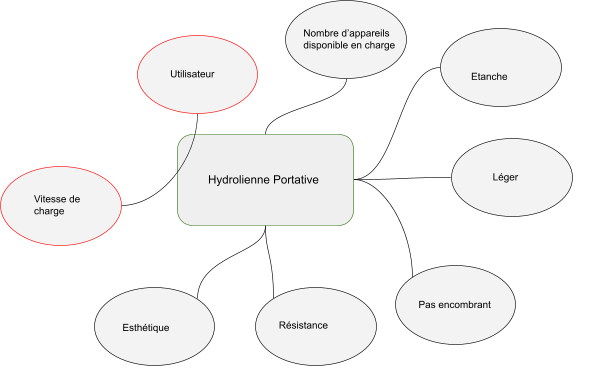 Nombre d'appareils
disponible en charge
Utilisateur
Etanche
Hydrolienne Portative
Léger
Vitesse de
charge
Pas encombrant
Esthétique
Résistance